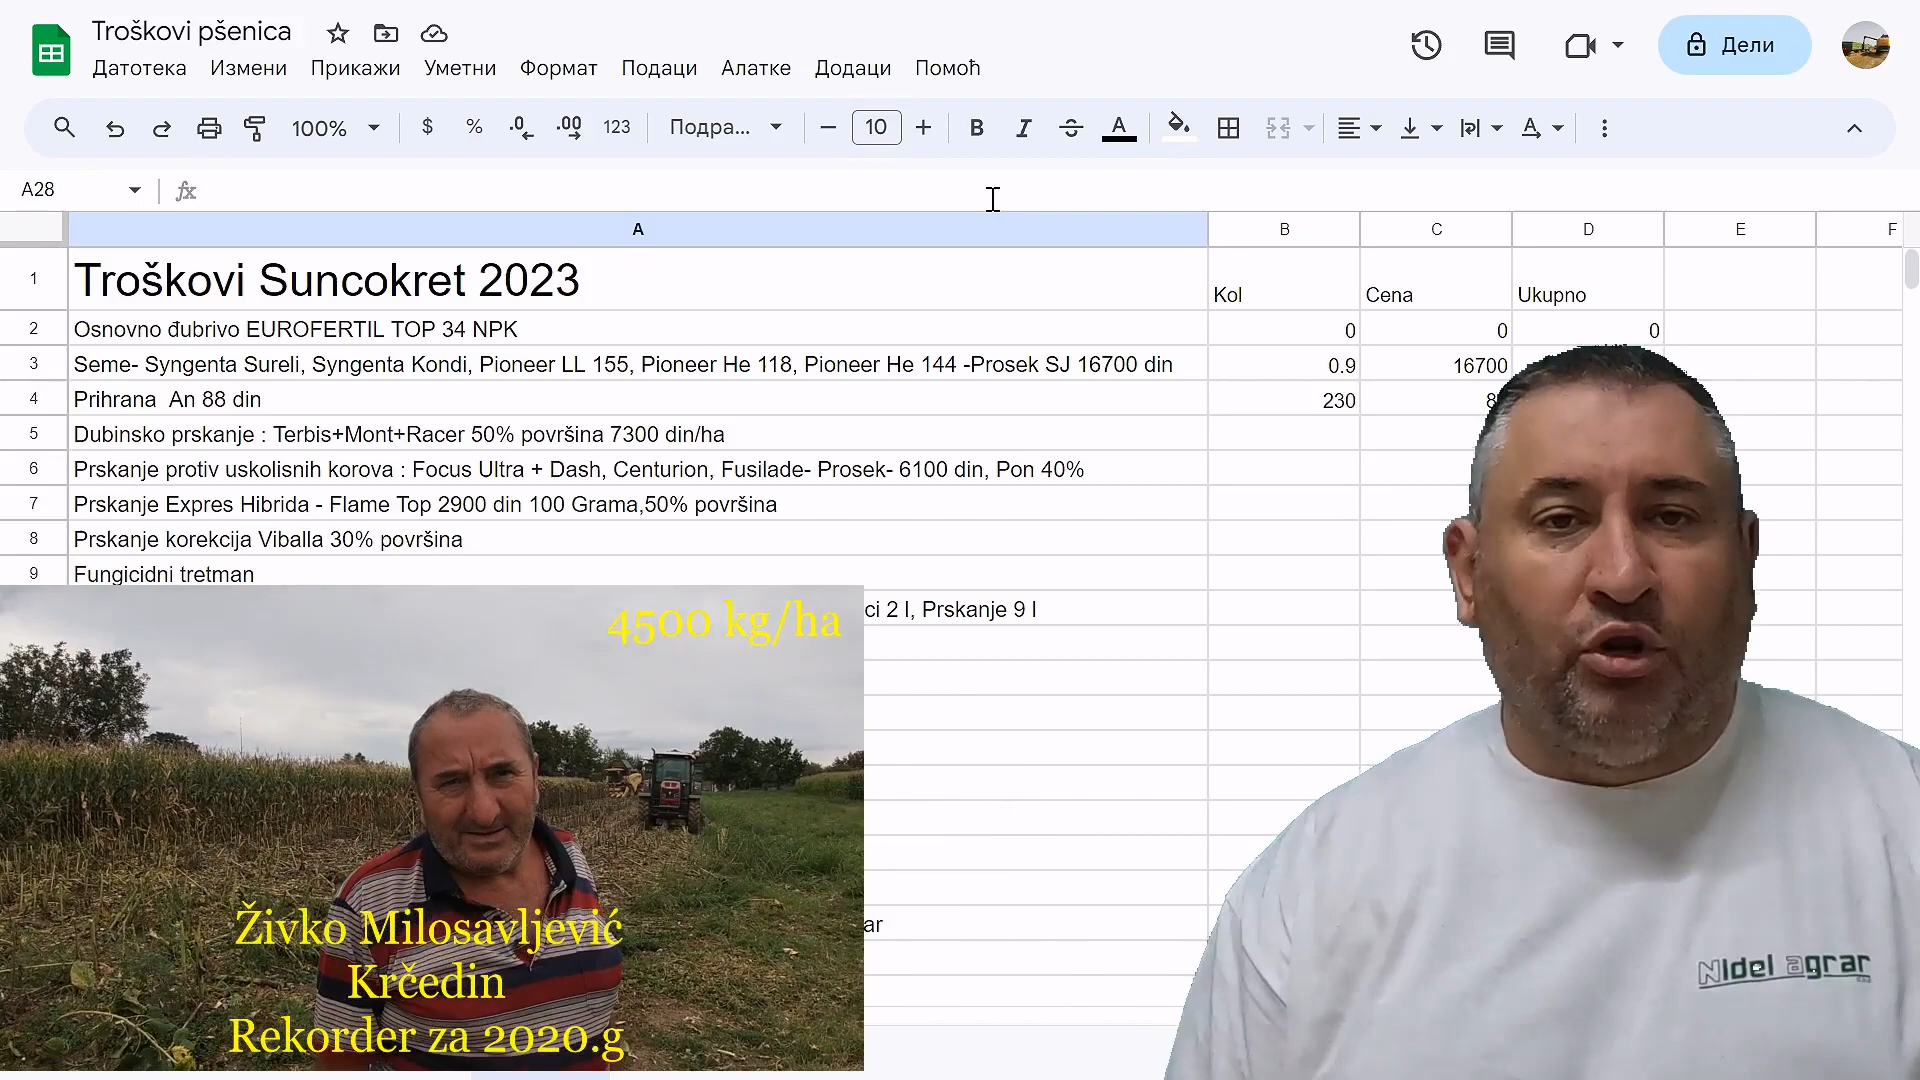 Troškovi pšenica
Датотека Измени Прикажи Уметни Формат Подаци Алатке Додаци Помоћ
Дели
100% $ % .0 .00 123 Подра... 10 B I S A
A28 fx
A B C D E F
1 Troškovi Suncokret 2023 Kol Cena Ukupno
2 Osnovno đubrivo EUROFERTIL TOP 34 NPK 0 0 0
3 Seme- Syngenta Sureli, Syngenta Kondi, Pioneer LL 155, Pioneer He 118, Pioneer He 144 -Prosek SJ 16700 din 0.9 16700
4 Prihrana An 88 din 230
5 Dubinsko prskanje : Terbis+Mont+Racer 50% površina 7300 din/ha
6 Prskanje protiv uskolisnih korova : Focus Ultra + Dash, Centurion, Fusilade- Prosek- 6100 din, Pon 40%
7 Prskanje Expres Hibrida - Flame Top 2900 din 100 Grama,50% površina
8 Prskanje korekcija Viballa 30% površina
9 Fungicidni tretman
ci 2 l, Prskanje 9 l
4500 kg/ha
ar
Živko Milosavljević
Krčedin
Rekorder za 2020.g
Nidel agrar